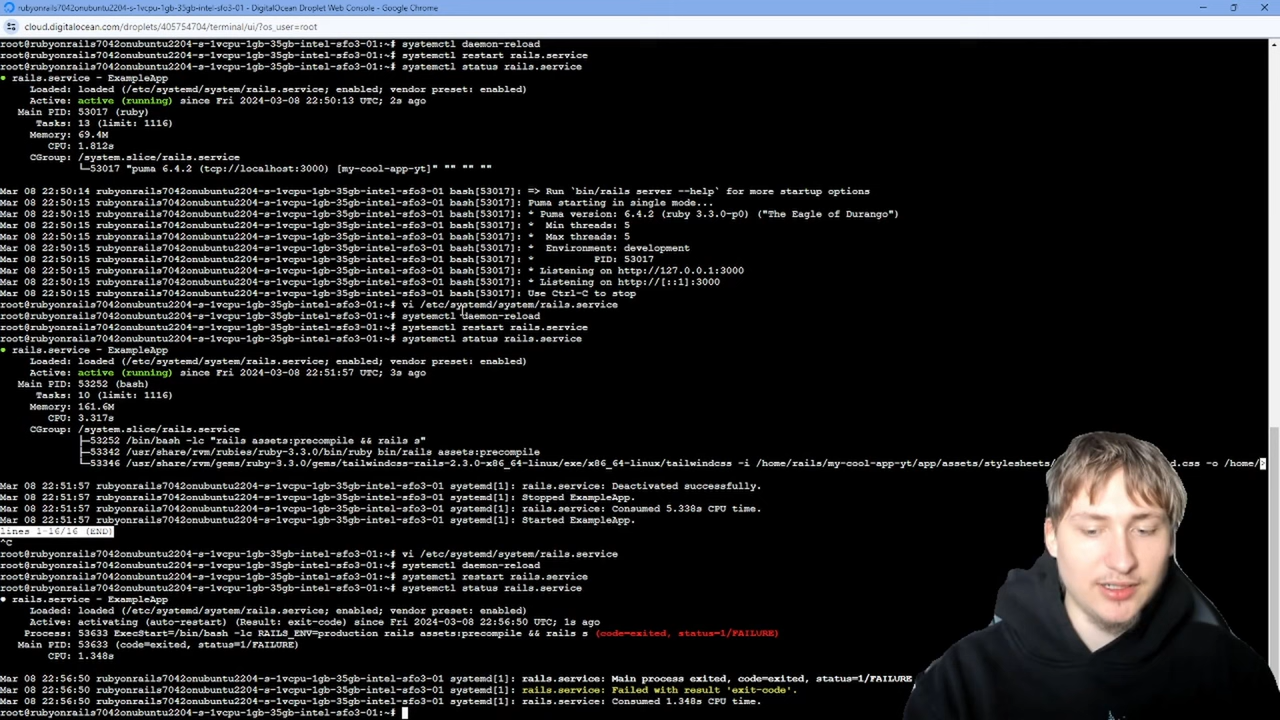 rubyonrails7042onubuntu2204-s-1vcpu-1gb-35gb-intel-sfo3-01 - DigitalOcean Droplet Web Console - Google Chrome
cloud.digitalocean.com/droplets/405754704/terminal/ui/?os_user=root
root@rubyonrails7042onubuntu2204-s-1vcpu-1gb-35gb-intel-sfo3-01:~# systemctl daemon-reload
root@rubyonrails7042onubuntu2204-s-1vcpu-1gb-35gb-intel-sfo3-01:~# systemctl restart rails.service
root@rubyonrails7042onubuntu2204-s-1vcpu-1gb-35gb-intel-sfo3-01:~# systemctl status rails.service
● rails.service - ExampleApp
Loaded: loaded (/etc/systemd/system/rails.service; enabled; vendor preset: enabled)
Active: active (running) since Fri 2024-03-08 22:50:13 UTC; 2s ago
Main PID: 53017 (ruby)
Tasks: 13 (limit: 1116)
Memory: 69.4M
CPU: 1.812s
CGroup: /system.slice/rails.service
└─53017 "puma 6.4.2 (tcp://localhost:3000) [my-cool-app-yt]" "" "" ""
Mar 08 22:50:14 rubyonrails7042onubuntu2204-s-1vcpu-1gb-35gb-intel-sfo3-01 bash[53017]: => Run `bin/rails server --help` for more startup options
Mar 08 22:50:15 rubyonrails7042onubuntu2204-s-1vcpu-1gb-35gb-intel-sfo3-01 bash[53017]: Puma starting in single mode...
Mar 08 22:50:15 rubyonrails7042onubuntu2204-s-1vcpu-1gb-35gb-intel-sfo3-01 bash[53017]: * Puma version: 6.4.2 (ruby 3.3.0-p0) ("The Eagle of Durango")
Mar 08 22:50:15 rubyonrails7042onubuntu2204-s-1vcpu-1gb-35gb-intel-sfo3-01 bash[53017]: * Min threads: 5
Mar 08 22:50:15 rubyonrails7042onubuntu2204-s-1vcpu-1gb-35gb-intel-sfo3-01 bash[53017]: * Max threads: 5
Mar 08 22:50:15 rubyonrails7042onubuntu2204-s-1vcpu-1gb-35gb-intel-sfo3-01 bash[53017]: * Environment: development
Mar 08 22:50:15 rubyonrails7042onubuntu2204-s-1vcpu-1gb-35gb-intel-sfo3-01 bash[53017]: * PID: 53017
Mar 08 22:50:15 rubyonrails7042onubuntu2204-s-1vcpu-1gb-35gb-intel-sfo3-01 bash[53017]: * Listening on http://127.0.0.1:3000
Mar 08 22:50:15 rubyonrails7042onubuntu2204-s-1vcpu-1gb-35gb-intel-sfo3-01 bash[53017]: * Listening on http://[::1]:3000
Mar 08 22:50:15 rubyonrails7042onubuntu2204-s-1vcpu-1gb-35gb-intel-sfo3-01 bash[53017]: Use Ctrl-C to stop
root@rubyonrails7042onubuntu2204-s-1vcpu-1gb-35gb-intel-sfo3-01:~# vi /etc/systemd/system/rails.service
root@rubyonrails7042onubuntu2204-s-1vcpu-1gb-35gb-intel-sfo3-01:~# systemctl daemon-reload
root@rubyonrails7042onubuntu2204-s-1vcpu-1gb-35gb-intel-sfo3-01:~# systemctl restart rails.service
root@rubyonrails7042onubuntu2204-s-1vcpu-1gb-35gb-intel-sfo3-01:~# systemctl status rails.service
● rails.service - ExampleApp
Loaded: loaded (/etc/systemd/system/rails.service; enabled; vendor preset: enabled)
Active: active (running) since Fri 2024-03-08 22:51:57 UTC; 3s ago
Main PID: 53252 (bash)
Tasks: 10 (limit: 1116)
Memory: 161.6M
CPU: 3.317s
CGroup: /system.slice/rails.service
├─53252 /bin/bash -lc "rails assets:precompile && rails s"
├─53342 /usr/share/rvm/rubies/ruby-3.3.0/bin/ruby bin/rails assets:precompile
└─53346 /usr/share/rvm/gems/ruby-3.3.0/gems/tailwindcss-rails-2.3.0-x86_64-linux/exe/x86_64-linux/tailwindcss -i /home/rails/my-cool-app-yt/app/assets/stylesheets/ d.css -o /home/>
Mar 08 22:51:57 rubyonrails7042onubuntu2204-s-1vcpu-1gb-35gb-intel-sfo3-01 systemd[1]: rails.service: Deactivated successfully.
Mar 08 22:51:57 rubyonrails7042onubuntu2204-s-1vcpu-1gb-35gb-intel-sfo3-01 systemd[1]: Stopped ExampleApp.
Mar 08 22:51:57 rubyonrails7042onubuntu2204-s-1vcpu-1gb-35gb-intel-sfo3-01 systemd[1]: rails.service: Consumed 5.338s CPU time.
Mar 08 22:51:57 rubyonrails7042onubuntu2204-s-1vcpu-1gb-35gb-intel-sfo3-01 systemd[1]: Started ExampleApp.
lines 1-16/16 (END)
^C
root@rubyonrails7042onubuntu2204-s-1vcpu-1gb-35gb-intel-sfo3-01:~# vi /etc/systemd/system/rails.service
root@rubyonrails7042onubuntu2204-s-1vcpu-1gb-35gb-intel-sfo3-01:~# systemctl daemon-reload
root@rubyonrails7042onubuntu2204-s-1vcpu-1gb-35gb-intel-sfo3-01:~# systemctl restart rails.service
root@rubyonrails7042onubuntu2204-s-1vcpu-1gb-35gb-intel-sfo3-01:~# systemctl status rails.service
● rails.service - ExampleApp
Loaded: loaded (/etc/systemd/system/rails.service; enabled; vendor preset: enabled)
Active: activating (auto-restart) (Result: exit-code) since Fri 2024-03-08 22:56:50 UTC; 1s ago
Process: 53633 ExecStart=/bin/bash -lc RAILS_ENV=production rails assets:precompile && rails s (code=exited, status=1/FAILURE)
Main PID: 53633 (code=exited, status=1/FAILURE)
CPU: 1.348s
Mar 08 22:56:50 rubyonrails7042onubuntu2204-s-1vcpu-1gb-35gb-intel-sfo3-01 systemd[1]: rails.service: Main process exited, code=exited, status=1/FAILURE
Mar 08 22:56:50 rubyonrails7042onubuntu2204-s-1vcpu-1gb-35gb-intel-sfo3-01 systemd[1]: rails.service: Failed with result 'exit-code'.
Mar 08 22:56:50 rubyonrails7042onubuntu2204-s-1vcpu-1gb-35gb-intel-sfo3-01 systemd[1]: rails.service: Consumed 1.348s CPU time.
root@rubyonrails7042onubuntu2204-s-1vcpu-1gb-35gb-intel-sfo3-01:~#